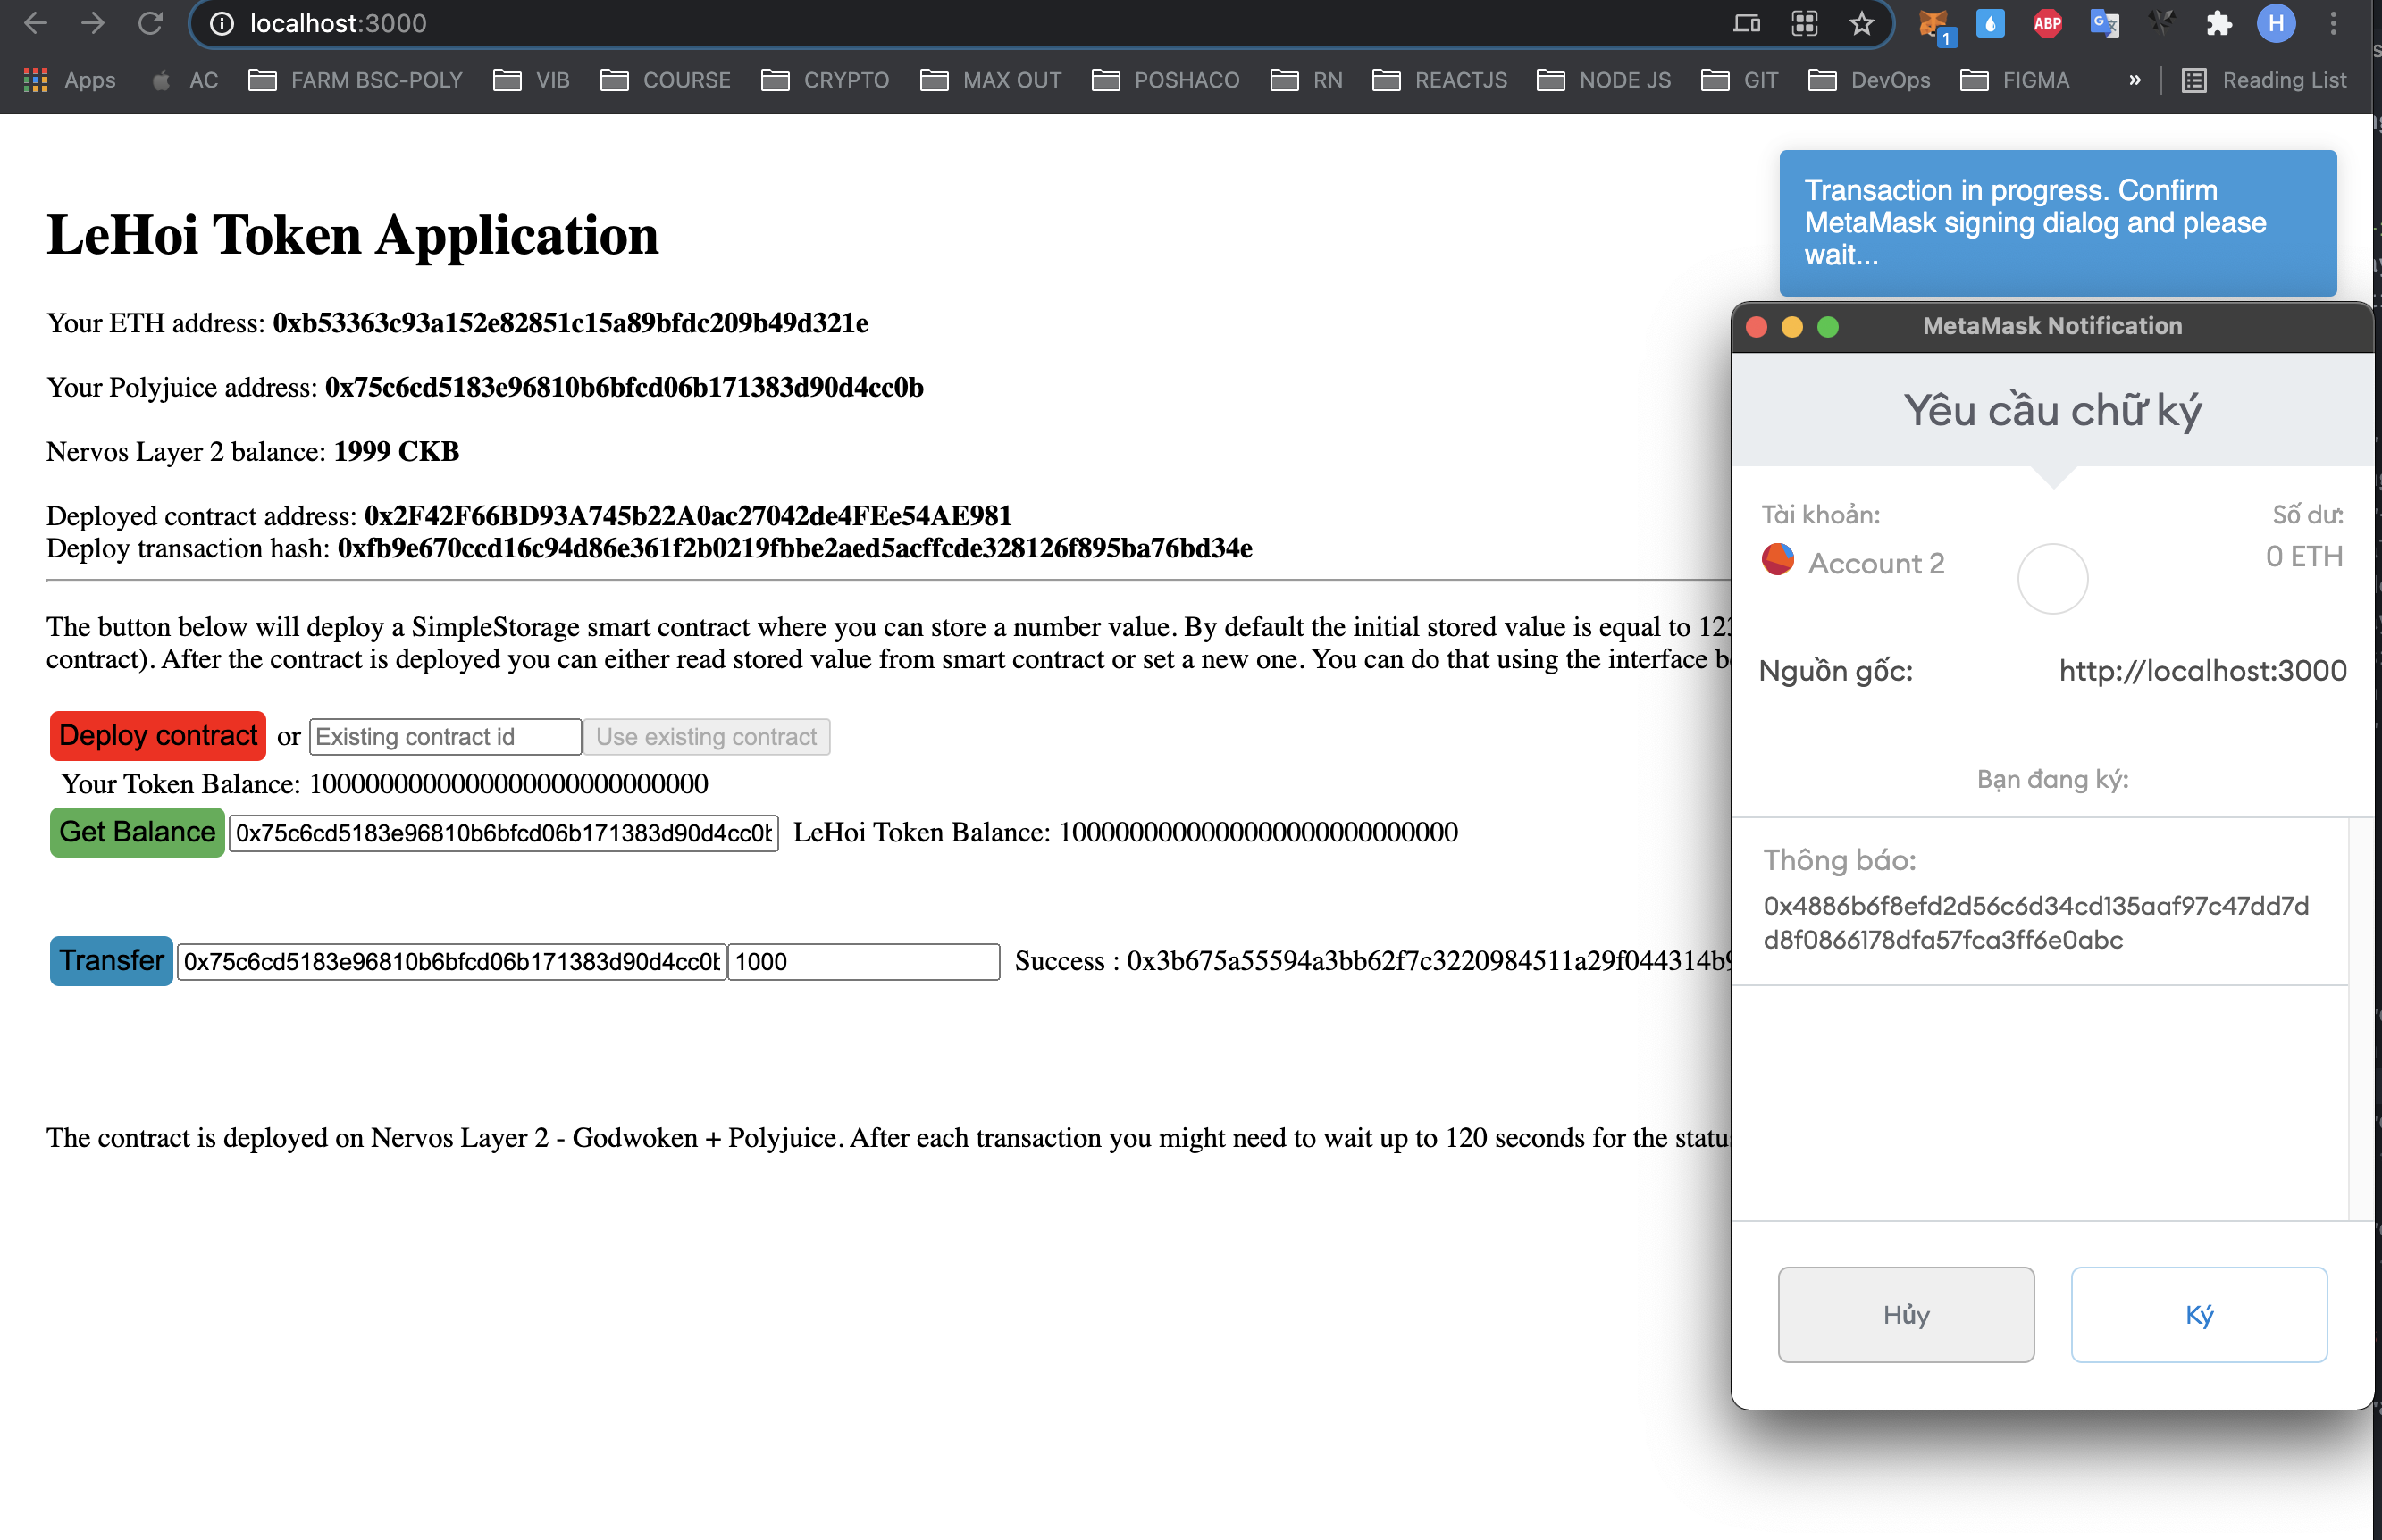 localhost:3000
1
ABP
G
H
Apps AC FARM BSC-POLY VIB COURSE CRYPTO MAX OUT POSHACO RN REACTJS NODE JS GIT DevOps FIGMA » Reading List
Transaction in progress. Confirm
MetaMask signing dialog and please
wait...
LeHoi Token Application
Your ETH address: 0xb53363c93a152e82851c15a89bfdc209b49d321e
Your Polyjuice address: 0x75c6cd5183e96810b6bfcd06b171383d90d4cc0b
Nervos Layer 2 balance: 1999 CKB
Deployed contract address: 0x2F42F66BD93A745b22A0ac27042de4FEe54AE981
Deploy transaction hash: 0xfb9e670ccd16c94d86e361f2b0219fbbe2aed5acffcde328126f895ba76bd34e
The button below will deploy a SimpleStorage smart contract where you can store a number value. By default the initial stored value is equal to 123
contract). After the contract is deployed you can either read stored value from smart contract or set a new one. You can do that using the interface b
Deploy contract or Existing contract id Use existing contract
Your Token Balance: 1000000000000000000000000000
Get Balance 0x75c6cd5183e96810b6bfcd06b171383d90d4cc0b LeHoi Token Balance: 1000000000000000000000000000
Transfer 0x75c6cd5183e96810b6bfcd06b171383d90d4cc0b 1000 Success : 0x3b675a55594a3bb62f7c3220984511a29f044314b9
The contract is deployed on Nervos Layer 2 - Godwoken + Polyjuice. After each transaction you might need to wait up to 120 seconds for the statu
MetaMask Notification
Yêu cầu chữ ký
Tài khoản: Số dư:
Account 2 0 ETH
Nguồn gốc: http://localhost:3000
Bạn đang ký:
Thông báo:
0x4886b6f8efd2d56c6d34cd135aaf97c47dd7d
d8f0866178dfa57fca3ff6e0abc
Hủy Ký